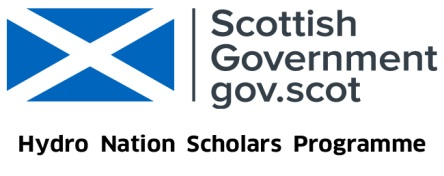 Scottish
Government
gov.scot
Hydro Nation Scholars Programme